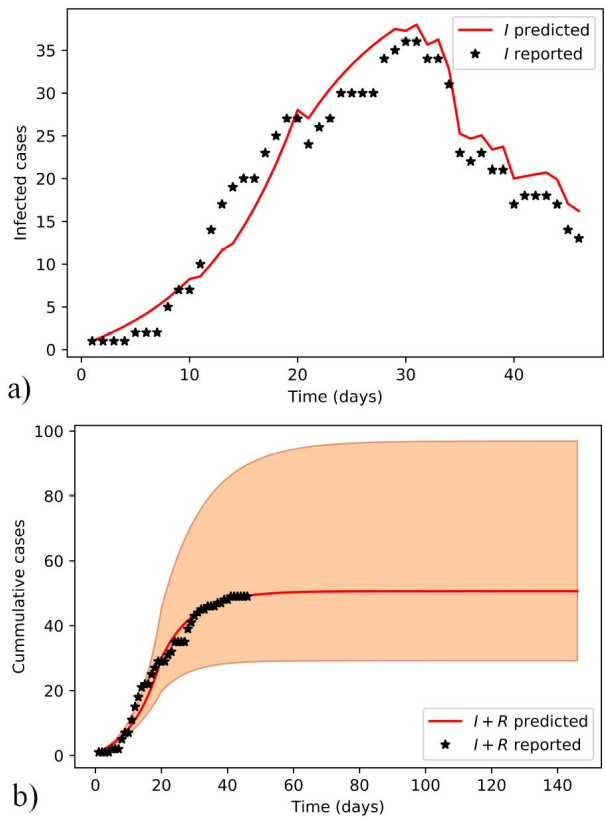 35
30
25
20
15
10
5
0
Infected cases
I predicted
I reported
0
10
20
30
40
Time (days)
a)
100
80
60
40
20
0
Cummulative cases
I + R predicted
I + R reported
0
20
40
60
80
100
120
140
Time (days)
b)